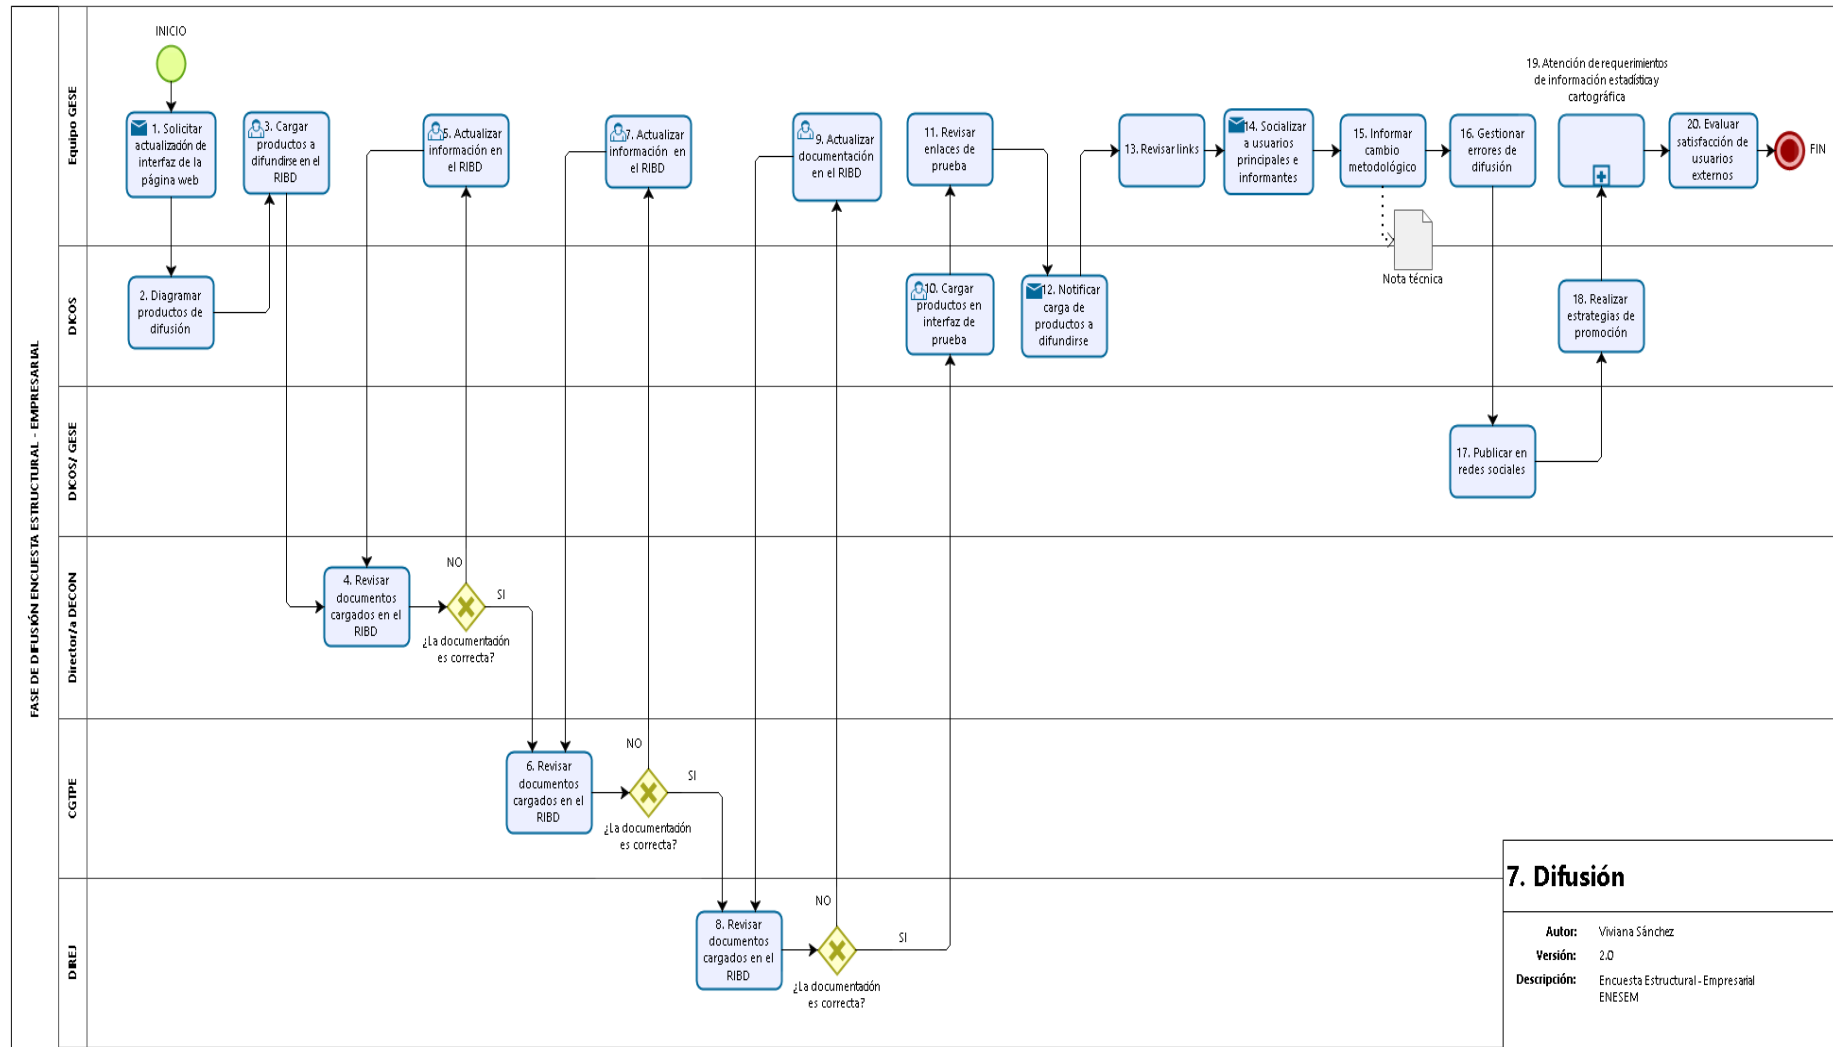 FASE DE DIFUSIÓN ENCUESTA ESTRUCTURAL - EMPRESARIAL
Equipo GESE
INICIO
1. Solicitar
actualización de
interfaz de la
página web
3. Cargar
productos a
difundirse en el
RIBD
5. Actualizar
información en
el RIBD
7. Actualizar
información en
el RIBD
9. Actualizar
documentación
en el RIBD
11. Revisar
enlaces de
prueba
13. Revisar links
14. Socializar
a usuarios
principales e
informantes
15. Informar
cambio
metodológico
16. Gestionar
errores de
difusión
19. Atención de requerimientos
de información estadística y
cartográfica
20. Evaluar
satisfacción de
usuarios
externos
FIN
Nota técnica
DICOS
2. Diagramar
productos de
difusión
10. Cargar
productos en
interfaz de
prueba
12. Notificar
carga de
productos a
difundirse
18. Realizar
estrategias de
promoción
DICOS/ GESE
17. Publicar en
redes sociales
Director/a DECON
4. Revisar
documentos
cargados en el
RIBD
NO
SI
¿La documentación
es correcta?
CGTPE
6. Revisar
documentos
cargados en el
RIBD
NO
SI
¿La documentación
es correcta?
DIREJ
8. Revisar
documentos
cargados en el
RIBD
NO
SI
¿La documentación
es correcta?
7. Difusión
Autor: Viviana Sánchez
Versión: 2.0
Descripción: Encuesta Estructural - Empresarial
ENESEM